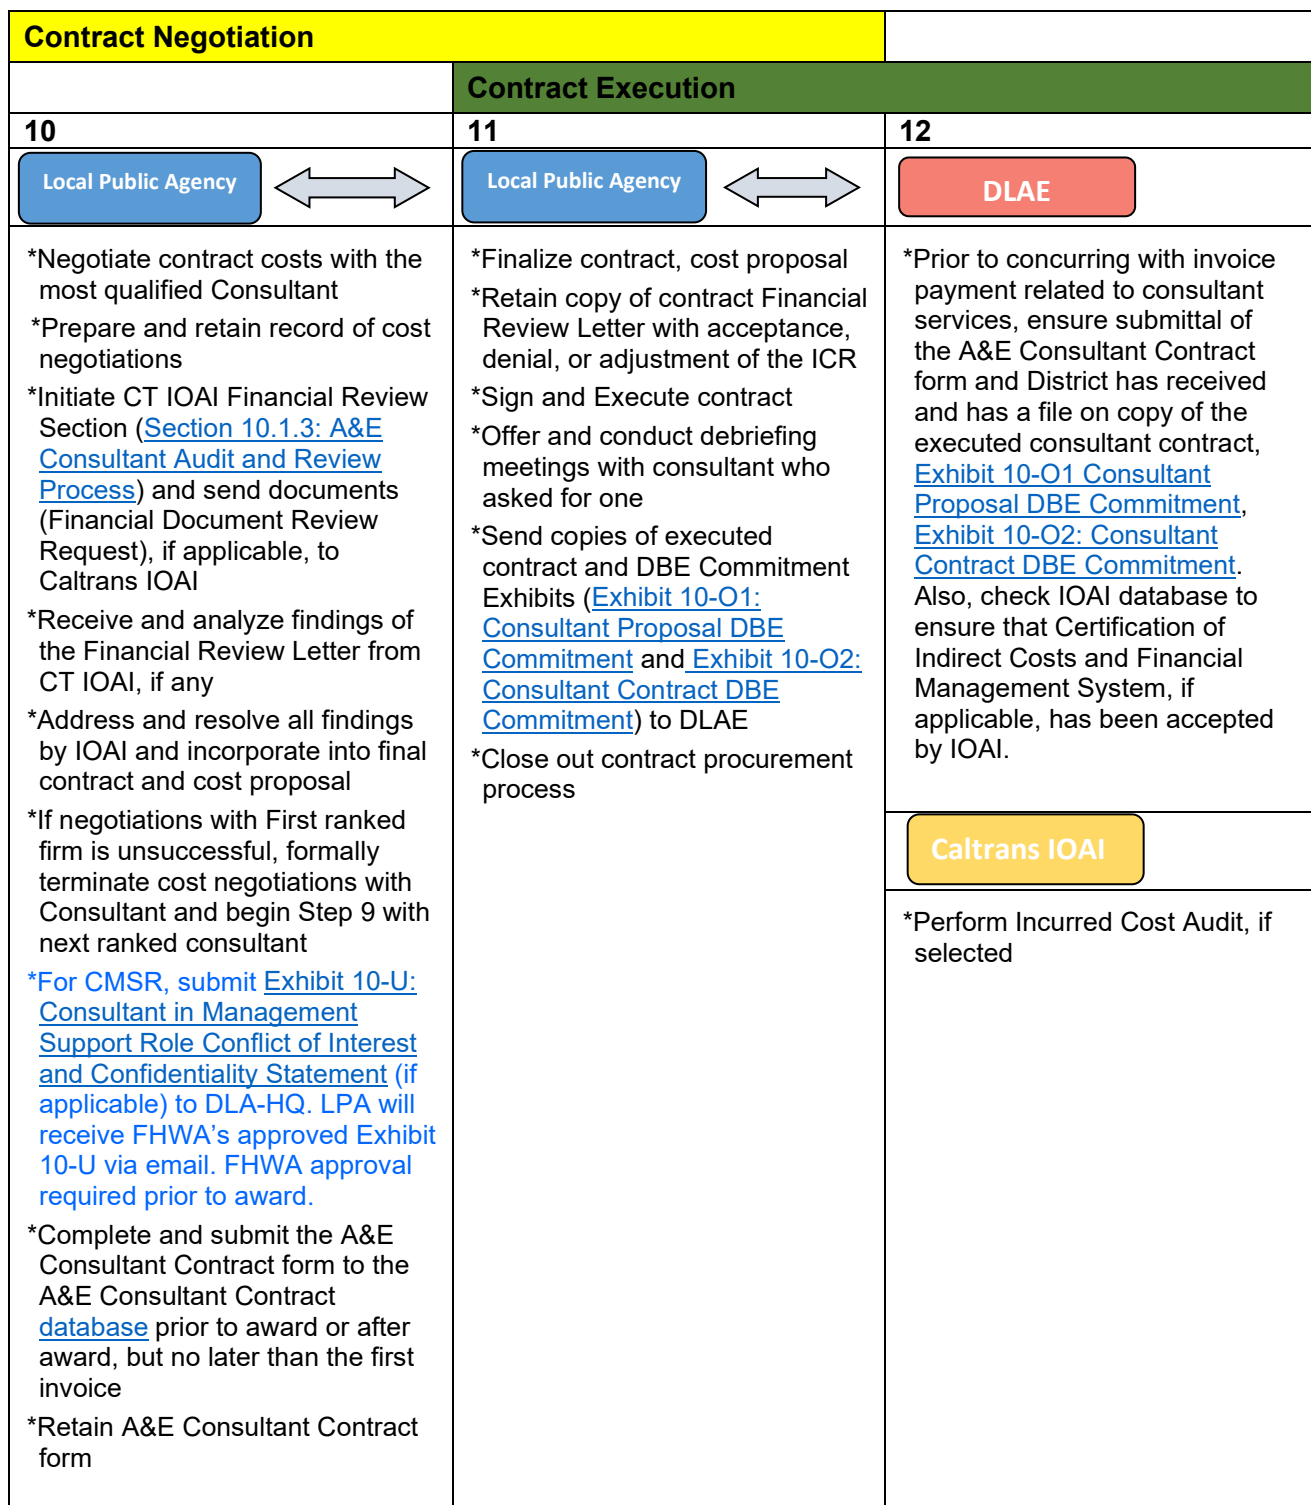 Contract Negotiation
Contract Execution
10
11
12
Local Public Agency
Local Public Agency
DLAE
*Negotiate contract costs with the
most qualified Consultant
*Prepare and retain record of cost
negotiations
*Initiate CT IOAI Financial Review
Section (Section 10.1.3: A&E
Consultant Audit and Review
Process) and send documents
(Financial Document Review
Request), if applicable, to
Caltrans IOAI
*Receive and analyze findings of
the Financial Review Letter from
CT IOAI, if any
*Address and resolve all findings
by IOAI and incorporate into final
contract and cost proposal
*If negotiations with First ranked
firm is unsuccessful, formally
terminate cost negotiations with
Consultant and begin Step 9 with
next ranked consultant
*For CMSR, submit Exhibit 10-U:
Consultant in Management
Support Role Conflict of Interest
and Confidentiality Statement (if
applicable) to DLA-HQ. LPA will
receive FHWA's approved Exhibit
10-U via email. FHWA approval
required prior to award.
*Complete and submit the A&E
Consultant Contract form to the
A&E Consultant Contract
database prior to award or after
award, but no later than the first
invoice
*Retain A&E Consultant Contract
form
*Finalize contract, cost proposal
*Retain copy of contract Financial
Review Letter with acceptance,
denial, or adjustment of the ICR
*Sign and Execute contract
*Offer and conduct debriefing
meetings with consultant who
asked for one
*Send copies of executed
contract and DBE Commitment
Exhibits (Exhibit 10-O1:
Consultant Proposal DBE
Commitment and Exhibit 10-O2:
Consultant Contract DBE
Commitment) to DLAE
*Close out contract procurement
process
*Prior to concurring with invoice
payment related to consultant
services, ensure submittal of
the A&E Consultant Contract
form and District has received
and has a file on copy of the
executed consultant contract,
Exhibit 10-O1 Consultant
Proposal DBE Commitment,
Exhibit 10-O2: Consultant
Contract DBE Commitment.
Also, check IOAI database to
ensure that Certification of
Indirect Costs and Financial
Management System, if
applicable, has been accepted
by IOAI.
Caltrans IOAI
*Perform Incurred Cost Audit, if
selected